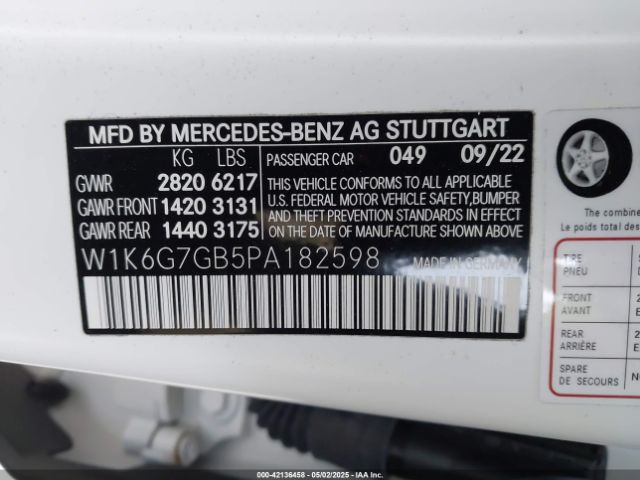 MFD BY MERCEDES-BENZ AG STUTTGART
KG LBS PASSENGER CAR 049 09/22
GVWR 2820 6217
GAWR FRONT 1420 3131
GAWR REAR 1440 3175
THIS VEHICLE CONFORMS TO ALL APPLICABLE
U.S. FEDERAL MOTOR VEHICLE SAFETY,BUMPER
AND THEFT PREVENTION STANDARDS IN EFFECT
ON THE DATE OF MANUFACTURE SHOWN ABOVE
W1K6G7GB5PA182598 MADE IN GERMANY
The combined
Le poids total des
TIRE
PNEU
FRONT
AVANT
REAR
ARRIÈRE
SPARE
DE SECOURS
000-42136458 - 05/02/2025 - IAAI.COM